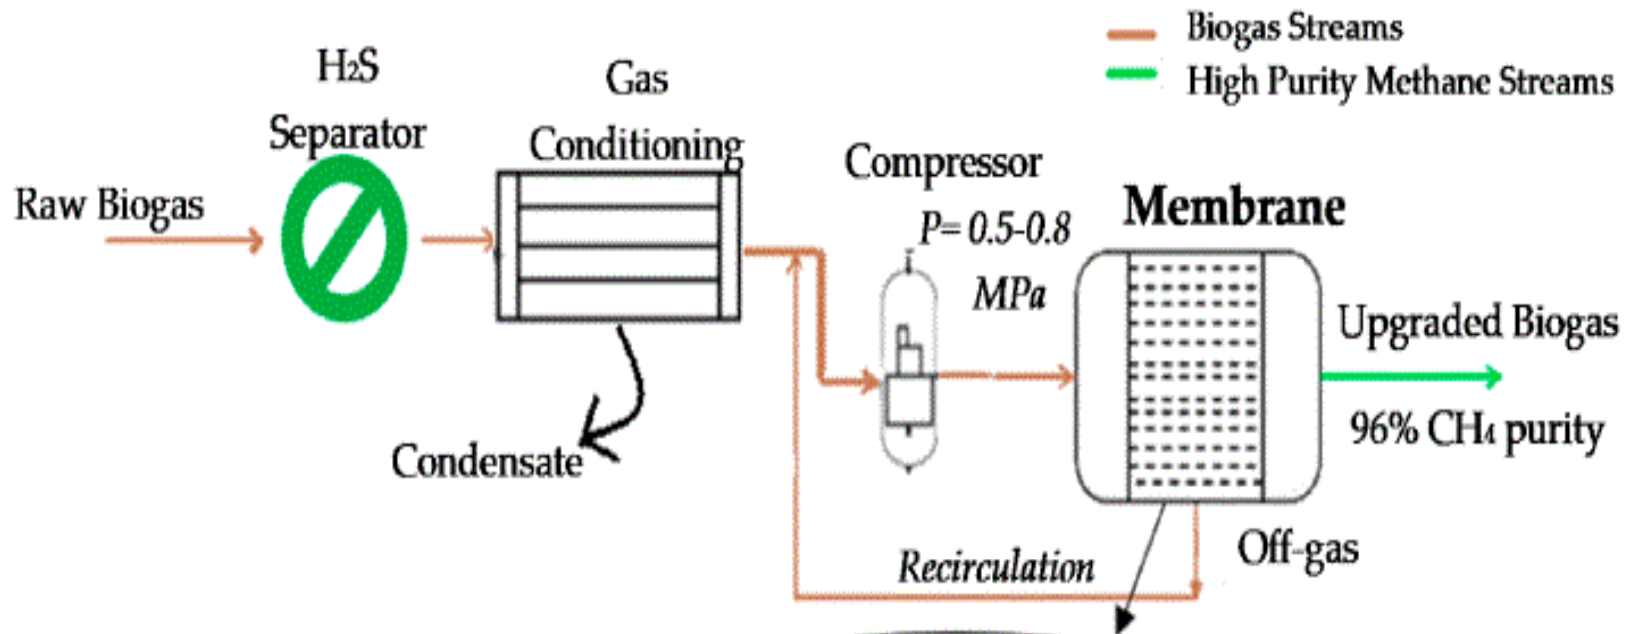 Biogas Streams
High Purity Methane Streams
H₂S
Separator
Gas
Conditioning
Raw Biogas
Compressor
P= 0.5-0.8
MPa
Membrane
Upgraded Biogas
96% CH₄ purity
Condensate
Off-gas
Recirculation